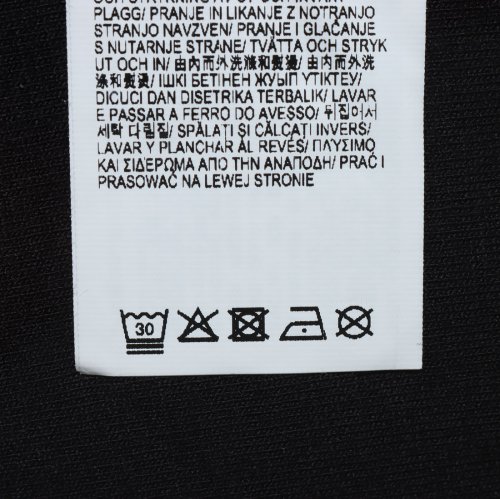 PLAGG/ PRANJE IN LIKANJE Z NOTRANJO
STRANJO NAVZVEN/ PRANJE I GLAČANJE
S NUTARNJE STRANE/ TVÄTTA OCH STRYK
UT OCH IN/ 由內而外洗滌和熨燙/ 由内而外洗
涤和熨烫/ ІШКІ БЕТІНЕН ЖУЫП ҮТІКТЕУ/
DICUCI DAN DISETRIKA TERBALIK/ LAVAR
E PASSAR A FERRO DO AVESSO/ 뒤집어서
세탁 다림질/ SPĂLAȚI ȘI CĂLCAȚI INVERS/
LAVAR Y PLANCHAR AL REVÉS/ ΠΛΥΣΙΜΟ
ΚΑΙ ΣΙΔΕΡΩΜΑ ΑΠΟ ΤΗΝ ΑΝΑΠΟΔΗ/ PRAĆ I
PRASOWAĆ NA LEWEJ STRONIE
30